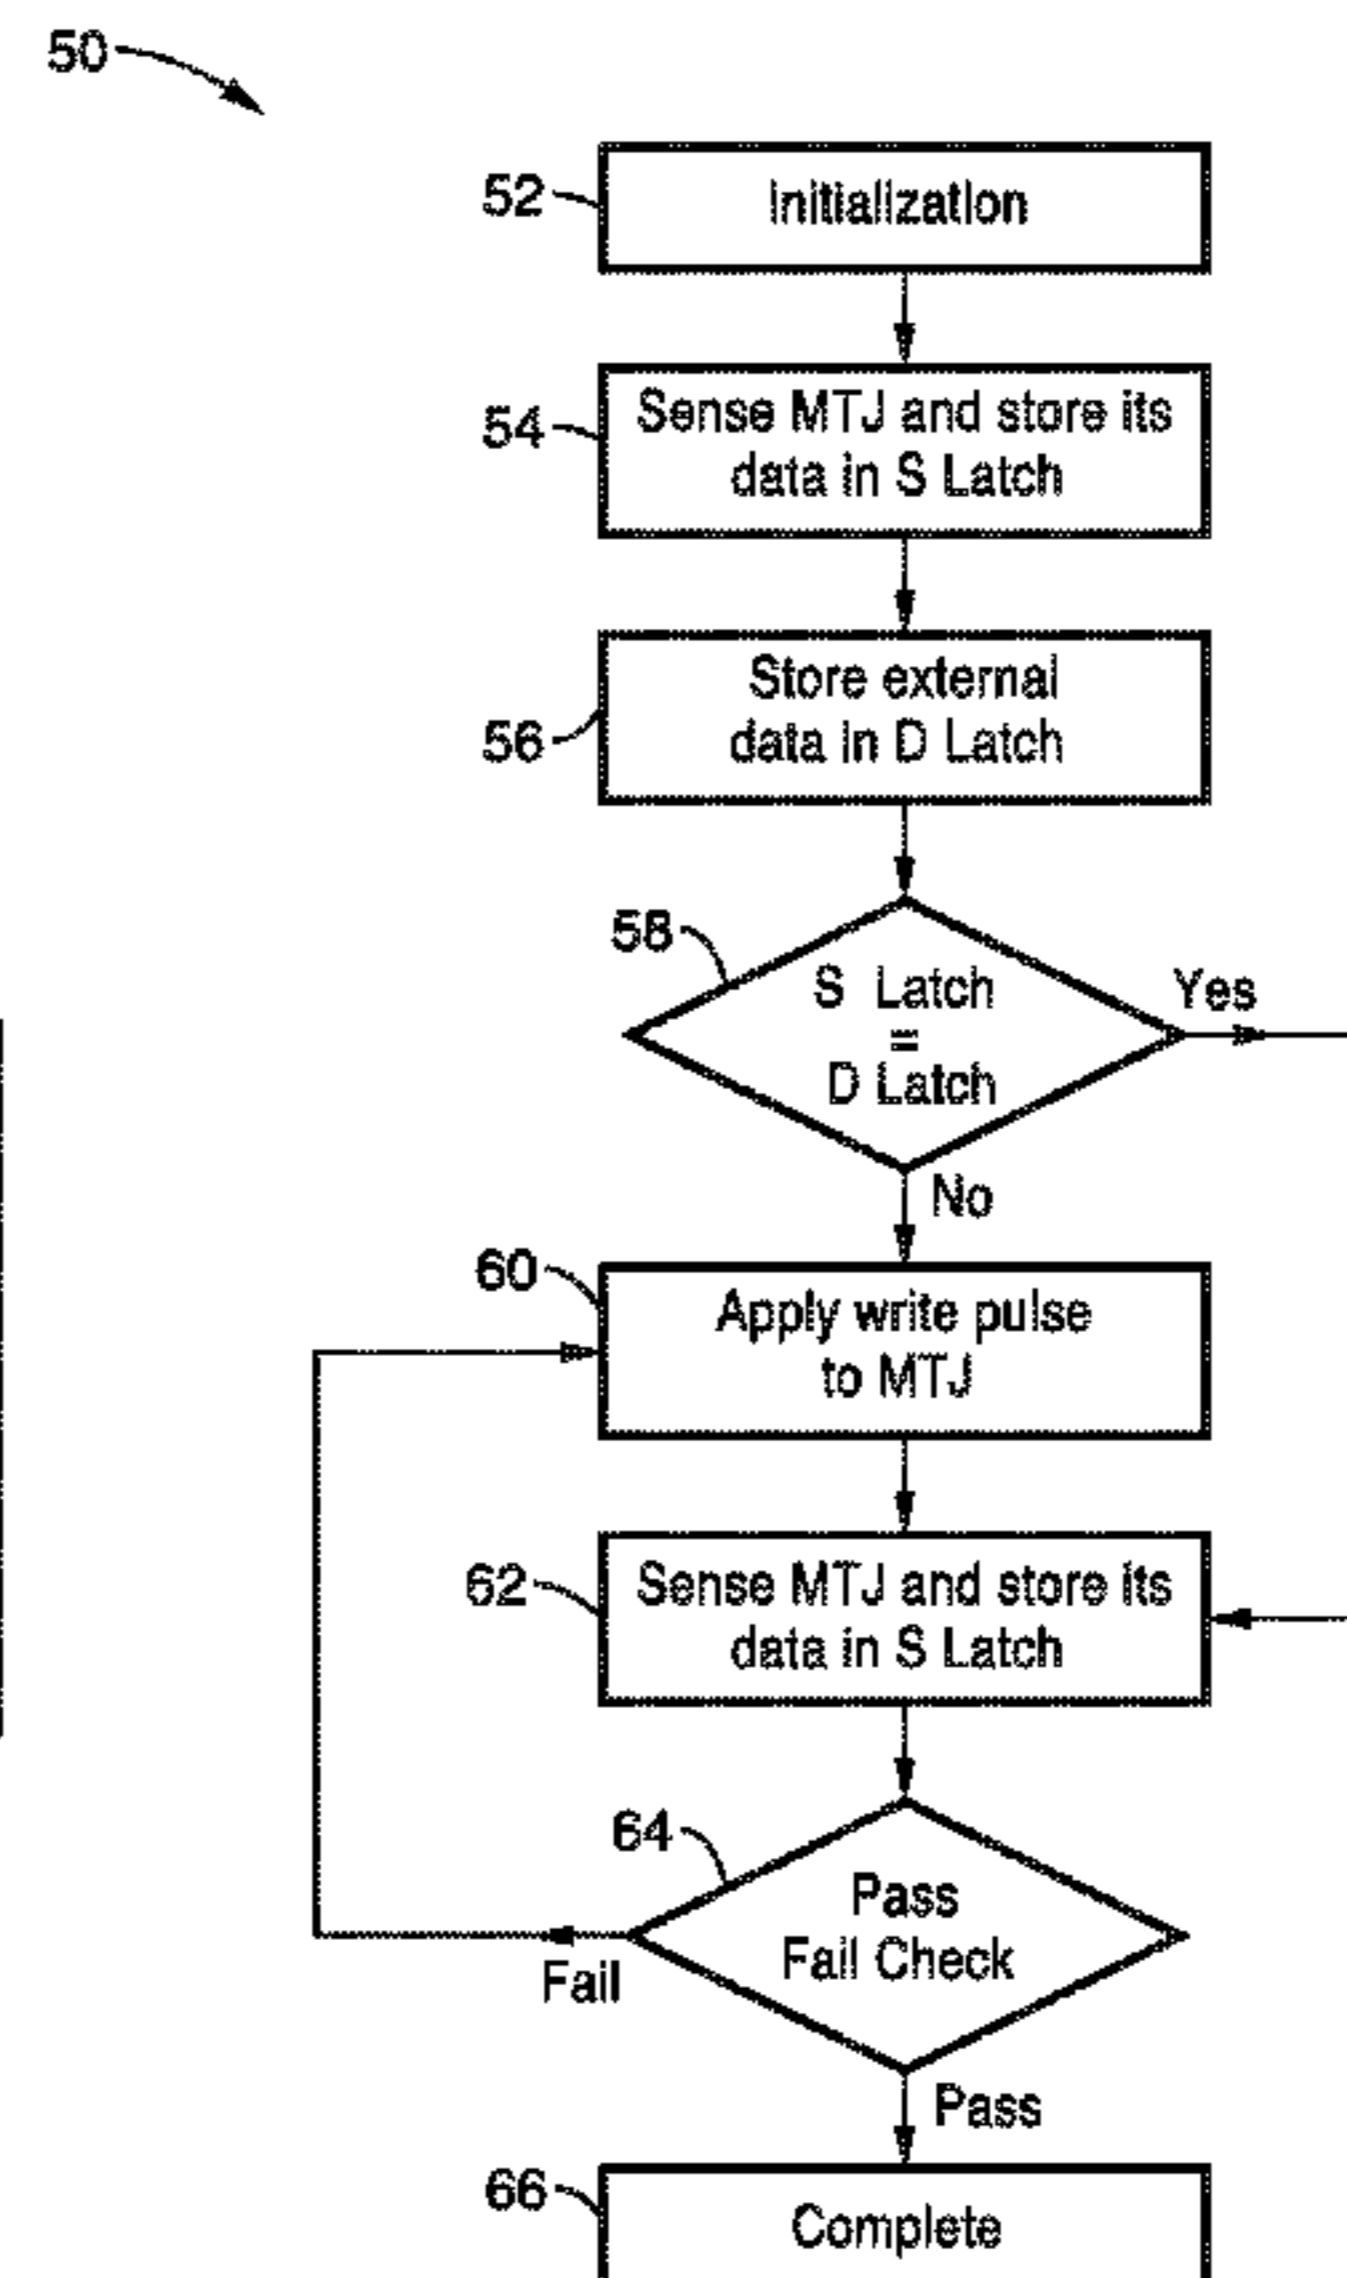 50
52
Initialization
54
Sense MTJ and store its
data in S Latch
56
Store external
data in D Latch
58
S Latch
=
D Latch
Yes
No
60
Apply write pulse
to MTJ
62
Sense MTJ and store its
data in S Latch
64
Pass
Fail Check
Fail
Pass
66
Complete